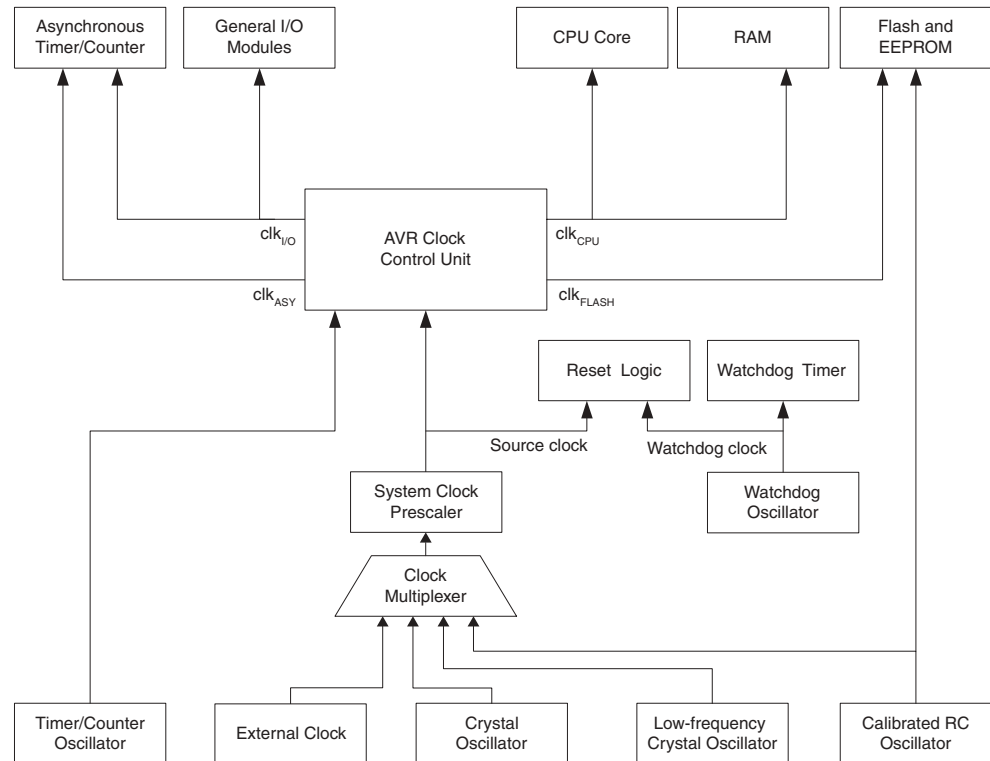 Asynchronous
Timer/Counter
General I/O
Modules
CPU Core
RAM
Flash and
EEPROM
clkI/O
AVR Clock
Control Unit
clkCPU
clkASY
clkFLASH
Reset Logic
Watchdog Timer
Source clock
Watchdog clock
System Clock
Prescaler
Watchdog
Oscillator
Clock
Multiplexer
Timer/Counter
Oscillator
External Clock
Crystal
Oscillator
Low-frequency
Crystal Oscillator
Calibrated RC
Oscillator